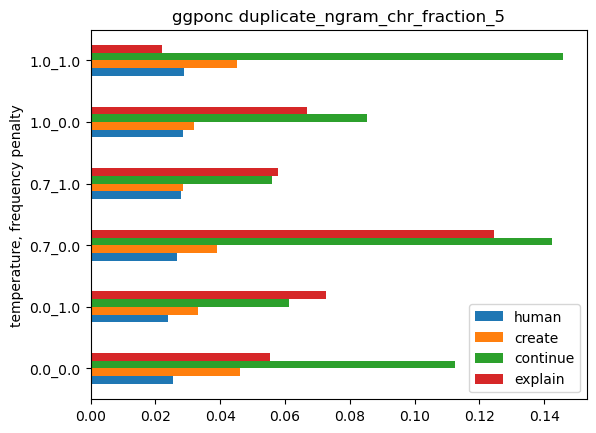 ggponc duplicate_ngram_chr_fraction_5
temperature, frequency penalty
1.0_1.0
1.0_0.0
0.7_1.0
0.7_0.0
0.0_1.0
0.0_0.0
human
create
continue
explain
0.00 0.02 0.04 0.06 0.08 0.10 0.12 0.14